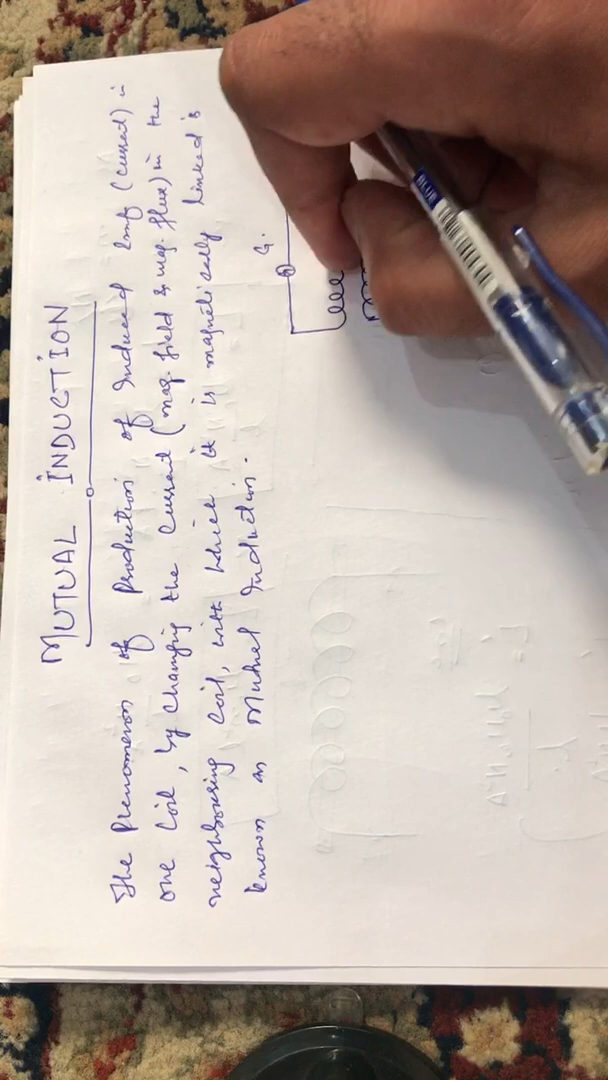 MUTUAL INDUCTION
The Phenomenon of Production of Induced Emf (current) in
one Coil, by changing the current (mag. field & mag. flux) in the
neighbouring Coil, with which it is magnetically linked is
known as Mutual Induction.
G.
BLUE